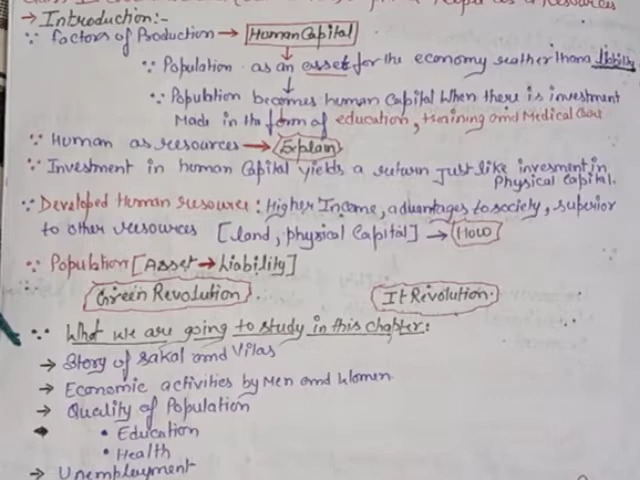 → Introduction:-
∵ Factors of Production → Human Capital
∵ Population as an asset for the economy reather than a liability
∵ Population becomes human Capital When there is investment
Made in the form of education, training and Medical Care
∵ Human as resources → Explain
∵ Investment in human Capital yields a return just like invesment in
Physical Capital.
∵ Developed Human resource: Higher Income, advantages to society, superior
to other resources [land, physical Capital] → How
∵ Population [Asset → Liability]
Green Revolution. It Revolution.
∵ What we are going to study in this chapter:
→ Story of Sakal and Vilas
→ Economic activities by Men and Women
→ Quality of Population
• Education
• Health
→ Unemployment